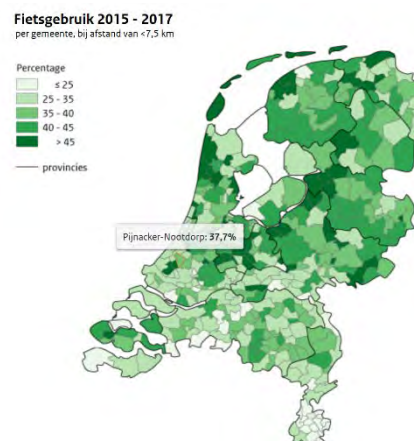 Fietsgebruik 2015 - 2017
per gemeente, bij afstand van <7,5 km
Percentage
≤ 25
25 - 35
35 - 40
40 - 45
> 45
provincies
Pijnacker-Nootdorp: 37,7%